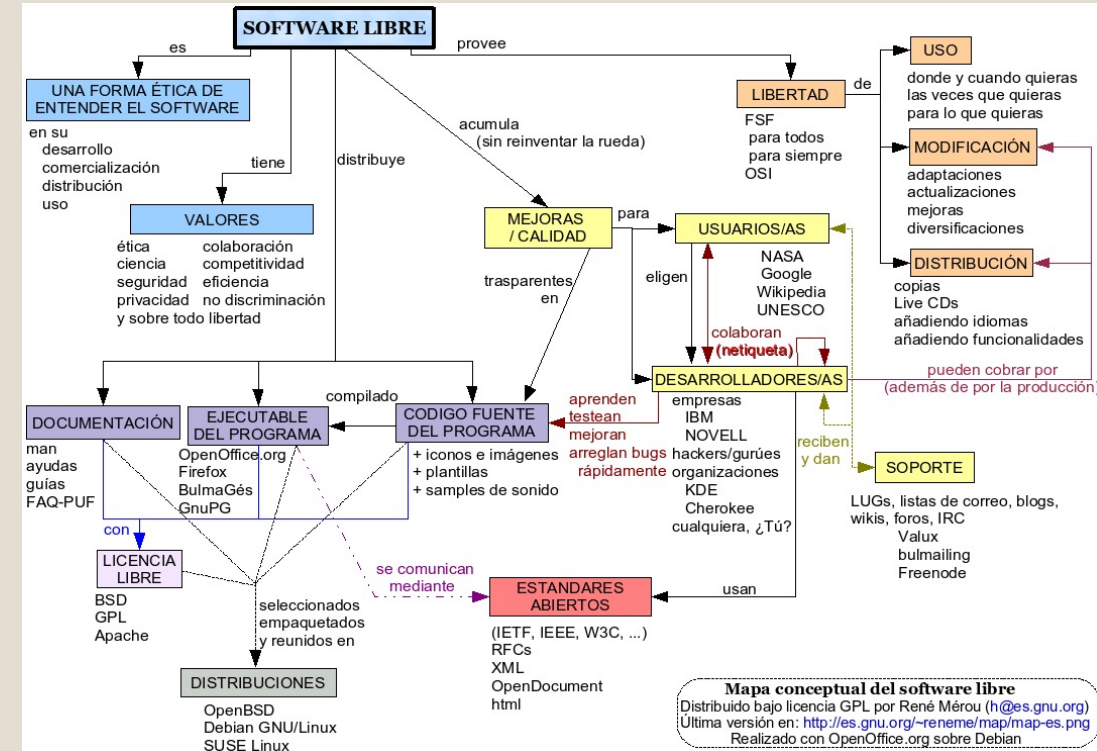 SOFTWARE LIBRE
es
provee
UNA FORMA ÉTICA DE
ENTENDER EL SOFTWARE
en su
desarrollo
comercialización
distribución
uso
tiene
VALORES
ética
ciencia
seguridad
privacidad
colaboración
competitividad
eficiencia
no discriminación
y sobre todo libertad
distribuye
acumula
(sin reinventar la rueda)
LIBERTAD
FSF
para todos
para siempre
OSI
de
USO
donde y cuando quieras
las veces que quieras
para lo que quieras
MODIFICACIÓN
adaptaciones
actualizaciones
mejoras
diversificaciones
DISTRIBUCIÓN
copias
Live CDs
añadiendo idiomas
añadiendo funcionalidades
MEJORAS
/ CALIDAD
para
trasparentes
en
USUARIOS/AS
NASA
Google
Wikipedia
UNESCO
eligen
colaboran
(netiqueta)
DESARROLLADORES/AS
empresas
IBM
NOVELL
hackers/gurúes
organizaciones
KDE
Cherokee
cualquiera, ¿Tú?
pueden cobrar por
(además de por la producción)
aprenden
testean
mejoran
arreglan bugs
rápidamente
reciben
y dan
SOPORTE
LUGs, listas de correo, blogs,
wikis, foros, IRC
Valux
bulmailing
Freenode
DOCUMENTACIÓN
man
ayudas
guías
FAQ-PUF
EJECUTABLE
DEL PROGRAMA
OpenOffice.org
Firefox
BulmaGés
GnuPG
compilado
CODIGO FUENTE
DEL PROGRAMA
+ iconos e imágenes
+ plantillas
+ samples de sonido
con
LICENCIA
LIBRE
BSD
GPL
Apache
seleccionados
empaquetados
y reunidos en
DISTRIBUCIONES
OpenBSD
Debian GNU/Linux
SUSE Linux
se comunican
mediante
ESTANDARES
ABIERTOS
(IETF, IEEE, W3C, ...)
RFCs
XML
OpenDocument
html
usan
Mapa conceptual del software libre
Distribuido bajo licencia GPL por René Mérou (h@es.gnu.org)
Última versión en: http://es.gnu.org/~reneme/map/map-es.png
Realizado con OpenOffice.org sobre Debian